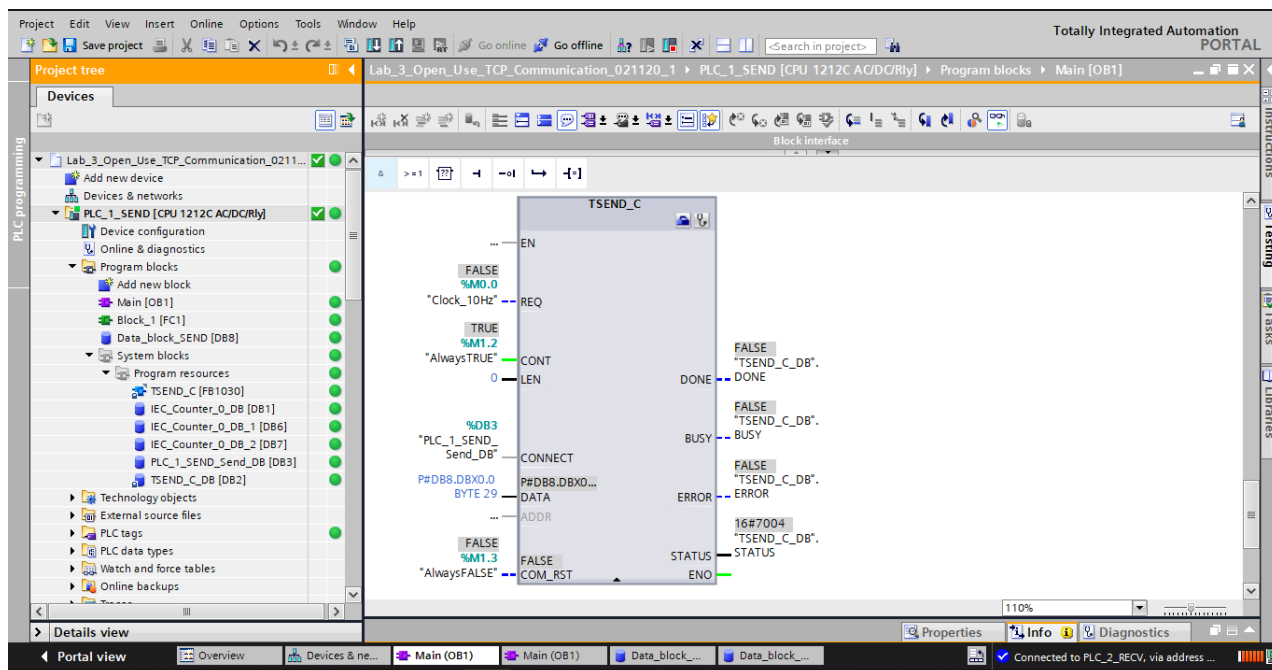 Project Edit View Insert Online Options Tools Window Help
Totally Integrated Automation
PORTAL
Save project Go online Go offline <Search in project>
Project tree
Lab_3_Open_Use_TCP_Communication_021120_1 PLC_1_SEND [CPU 1212C AC/DC/Rly] Program blocks Main [OB1]
Devices
PLC programming
Block interface
Lab_3_Open_Use_TCP_Communication_0211...
Add new device
Devices & networks
PLC_1_SEND [CPU 1212C AC/DC/Rly]
Device configuration
Online & diagnostics
Program blocks
Add new block
Main [OB1]
Block_1 [FC1]
Data_block_SEND [DB8]
System blocks
Program resources
TSEND_C [FB1030]
IEC_Counter_0_DB [DB1]
IEC_Counter_0_DB_1 [DB6]
IEC_Counter_0_DB_2 [DB7]
PLC_1_SEND_Send_DB [DB3]
TSEND_C_DB [DB2]
Technology objects
External source files
PLC tags
PLC data types
Watch and force tables
Online backups
& >=1 ??
TSEND_C
... EN
FALSE
%M0.0
"Clock_10Hz" REQ
TRUE
%M1.2
"AlwaysTRUE" CONT
0 LEN
%DB3
"PLC_1_SEND_
Send_DB" CONNECT
P#DB8.DBX0.0
BYTE 29
P#DB8.DBX0...
DATA
... ADDR
FALSE
%M1.3
"AlwaysFALSE"
FALSE
COM_RST
FALSE
"TSEND_C_DB".
DONE DONE
FALSE
"TSEND_C_DB".
BUSY BUSY
FALSE
"TSEND_C_DB".
ERROR ERROR
16#7004
"TSEND_C_DB".
STATUS STATUS
ENO
110%
Instructions
Testing
Tasks
Libraries
Details view
Properties Info Diagnostics
Portal view Overview Devices & ne... Main (OB1) Main (OB1) Data_block_... Data_block_... Connected to PLC_2_RECV, via address ...